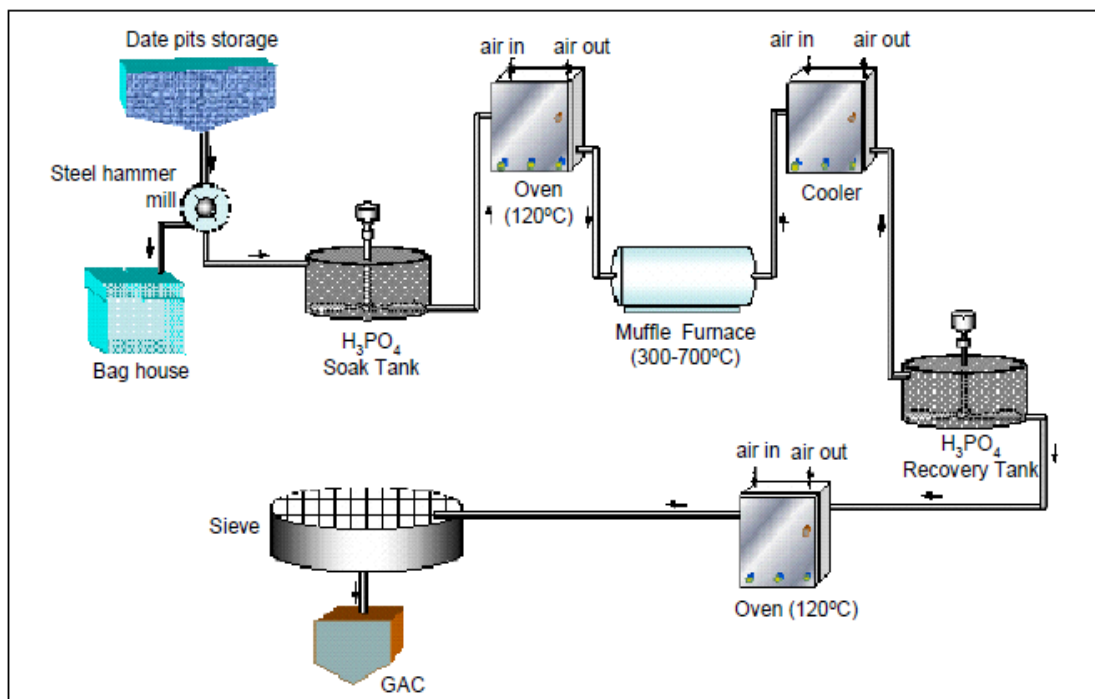 Date pits storage
air in
air out
air in
air out
Steel hammer
mill
Oven
(120ºC)
Cooler
Bag house
H₃PO₄
Soak Tank
Muffle Furnace
(300-700ºC)
H₃PO₄
Recovery Tank
air in
air out
Sieve
Oven (120ºC)
GAC